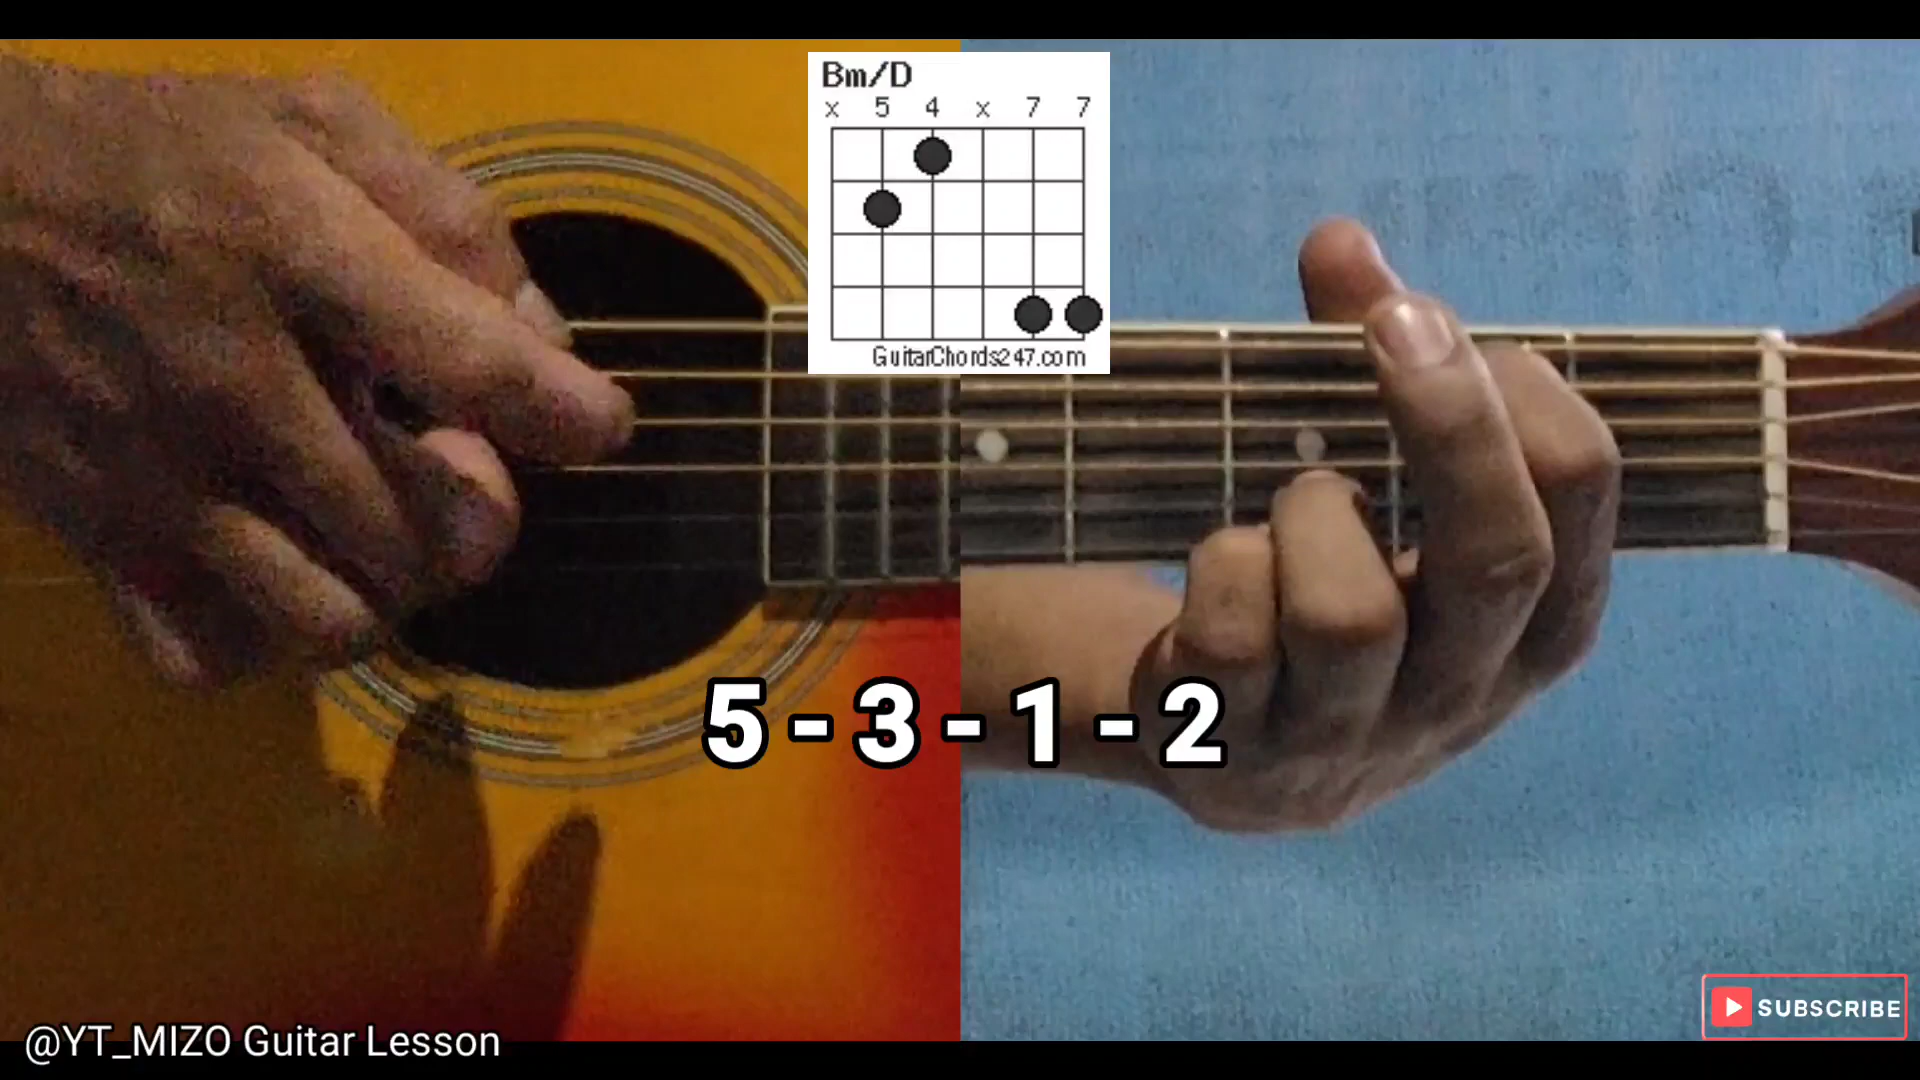 Bm/D
x 5 4 x 7 7
GuitarChords247.com
5 - 3 - 1 - 2
@YT_MIZO Guitar Lesson
SUBSCRIBE